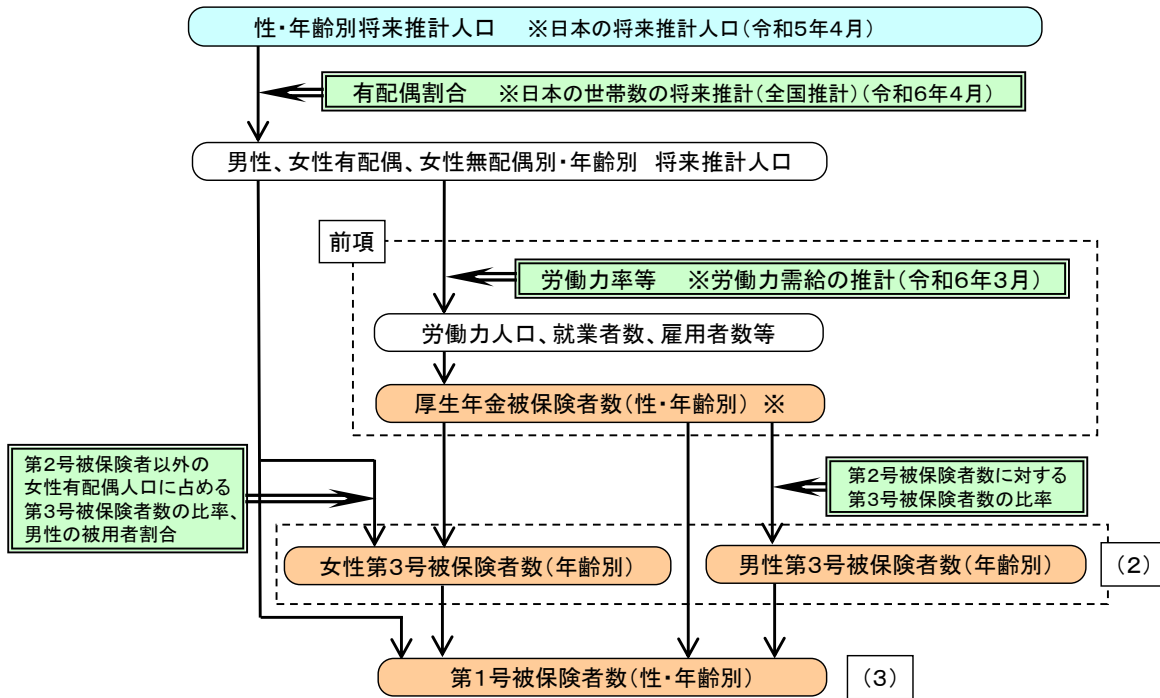 性・年齢別将来推計人口　※日本の将来推計人口（令和5年4月）
有配偶割合　※日本の世帯数の将来推計（全国推計）（令和6年4月）
男性、女性有配偶、女性無配偶別・年齢別　将来推計人口
前項
労働力率等　※労働力需給の推計（令和6年3月）
労働力人口、就業者数、雇用者数等
厚生年金被保険者数（性・年齢別）　※
第2号被保険者以外の
女性有配偶人口に占める
第3号被保険者数の比率、
男性の被用者割合
第2号被保険者数に対する
第3号被保険者数の比率
女性第3号被保険者数（年齢別）
男性第3号被保険者数（年齢別）
（2）
第1号被保険者数（性・年齢別）
（3）